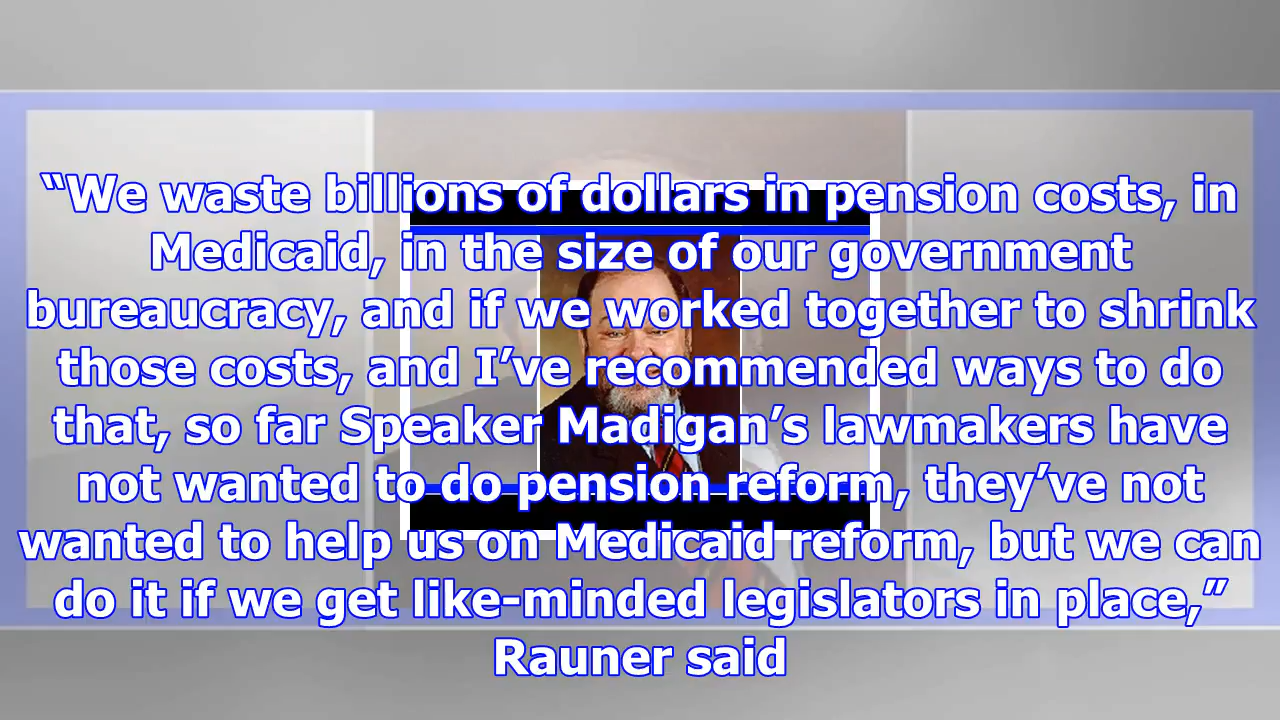 “We waste billions of dollars in pension costs, in
Medicaid, in the size of our government
bureaucracy, and if we worked together to shrink
those costs, and I’ve recommended ways to do
that, so far Speaker Madigan’s lawmakers have
not wanted to do pension reform, they’ve not
wanted to help us on Medicaid reform, but we can
do it if we get like-minded legislators in place,”
Rauner said